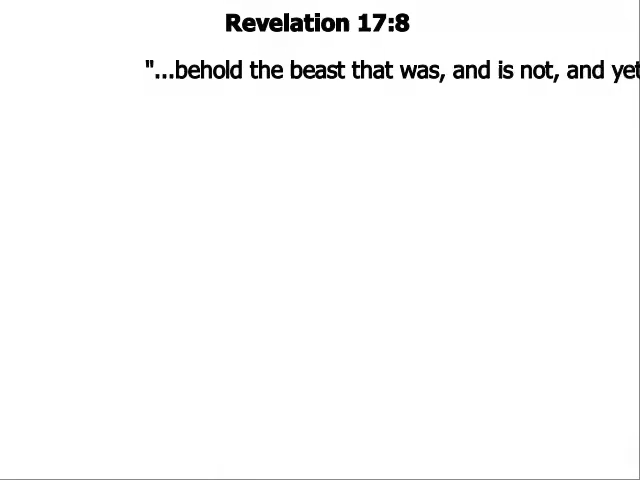 Revelation 17:8
"...behold the beast that was, and is not, and yet